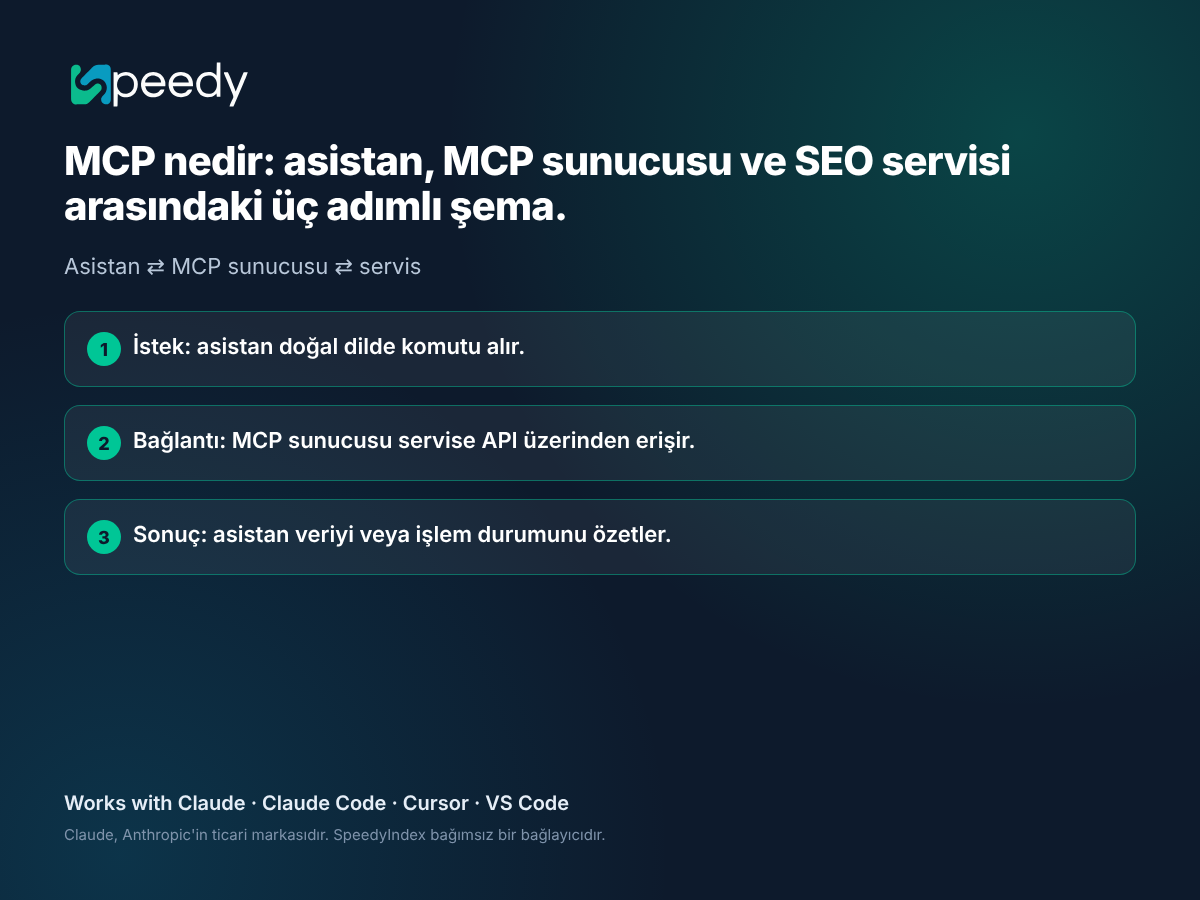 Speedy
MCP nedir: asistan, MCP sunucusu ve SEO servisi
arasındaki üç adımlı şema.
Asistan ⇄ MCP sunucusu ⇄ servis
1 İstek: asistan doğal dilde komutu alır.
2 Bağlantı: MCP sunucusu servise API üzerinden erişir.
3 Sonuç: asistan veriyi veya işlem durumunu özetler.
Works with Claude · Claude Code · Cursor · VS Code
Claude, Anthropic'in ticari markasıdır. SpeedyIndex bağımsız bir bağlayıcıdır.